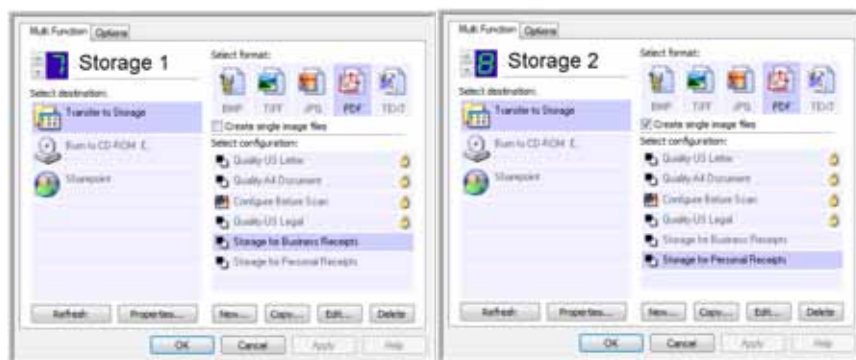 Multi Function Options
7 Storage 1
Select format:
BMP TIFF JPG PDF TEXT
Create single image files
Select destination:
Transfer to Storage
Burn to CD-ROM E.
Sharepoint
Select configuration:
Quality US Letter
Quality A4 Document
Configure Before Scan
Quality US Legal
Storage for Business Receipts
Storage for Personal Receipts
Refresh Properties... New... Copy... Edit... Delete
OK Cancel Apply Help
Multi Function Options
8 Storage 2
Select format:
BMP TIFF JPG PDF TEXT
Create single image files
Select destination:
Transfer to Storage
Burn to CD-ROM E.
Sharepoint
Select configuration:
Quality US Letter
Quality A4 Document
Configure Before Scan
Quality US Legal
Storage for Business Receipts
Storage for Personal Receipts
Refresh Properties... New... Copy... Edit... Delete
OK Cancel Apply Help